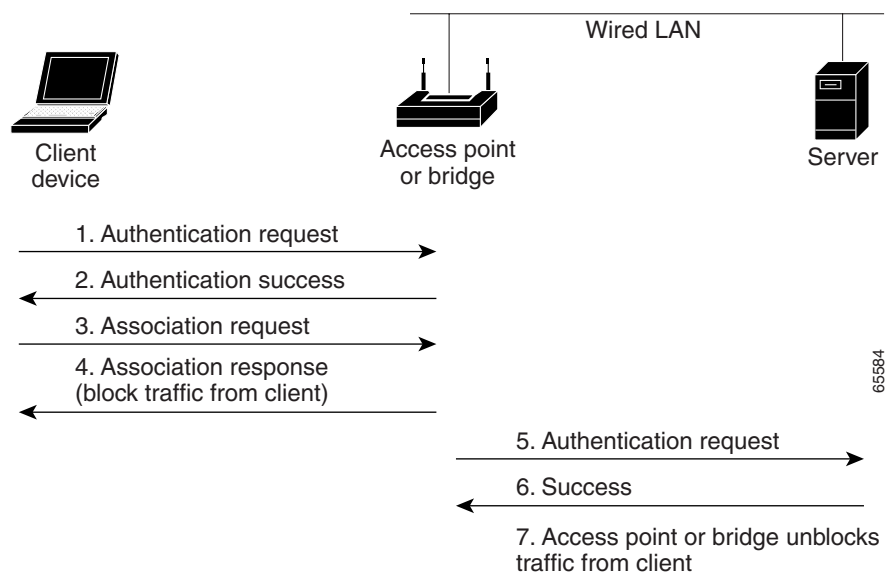 Wired LAN
Client
device
Access point
or bridge
Server
1. Authentication request
2. Authentication success
3. Association request
4. Association response
(block traffic from client)
65584
5. Authentication request
6. Success
7. Access point or bridge unblocks
traffic from client